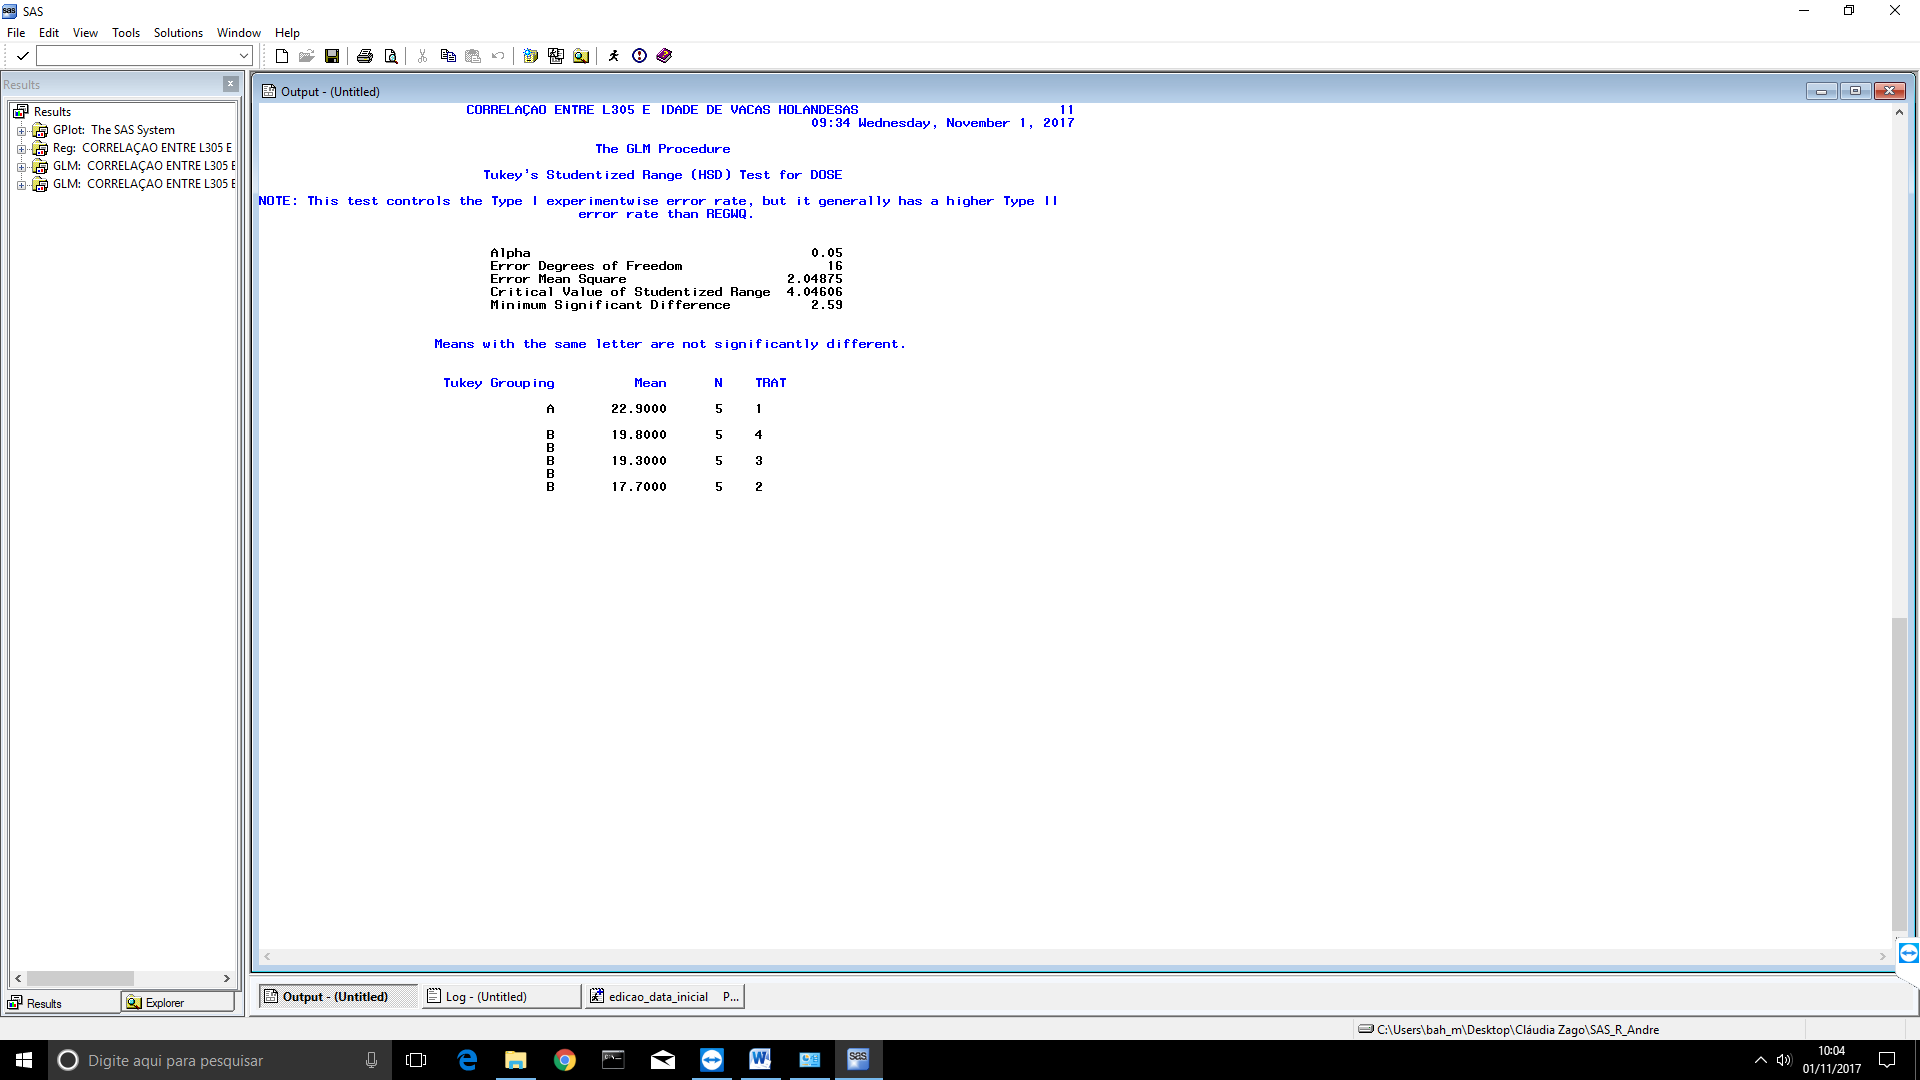 SAS
File Edit View Tools Solutions Window Help
Results
Results
GPlot: The SAS System
Reg: CORRELAÇAO ENTRE L305 E
GLM: CORRELAÇAO ENTRE L305 E
GLM: CORRELAÇAO ENTRE L305 E
Output - (Untitled)
CORRELAÇAO ENTRE L305 E IDADE DE VACAS HOLANDESAS 11
09:34 Wednesday, November 1, 2017
The GLM Procedure
Tukey's Studentized Range (HSD) Test for DOSE
NOTE: This test controls the Type I experimentwise error rate, but it generally has a higher Type II
error rate than REGWQ.
Alpha 0.05
Error Degrees of Freedom 16
Error Mean Square 2.04875
Critical Value of Studentized Range 4.04606
Minimum Significant Difference 2.59
Means with the same letter are not significantly different.
Tukey Grouping Mean N TRAT
A 22.9000 5 1
B 19.8000 5 4
B
B 19.3000 5 3
B
B 17.7000 5 2
Results Explorer
Output - (Untitled) Log - (Untitled) edicao_data_inicial P...
C:\Users\bah_m\Desktop\Cláudia Zago\SAS_R_Andre
Digite aqui para pesquisar
10:04
01/11/2017